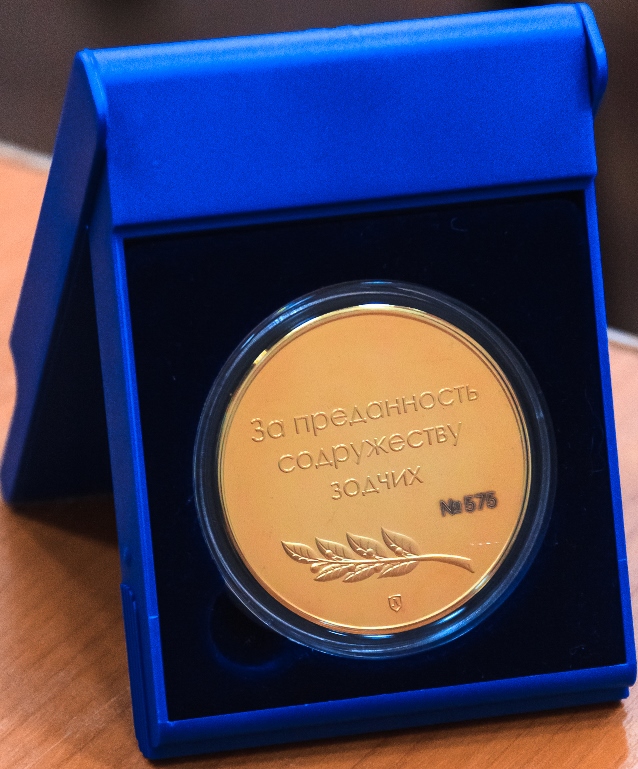 За преданность
содружеству
зодчих
№575